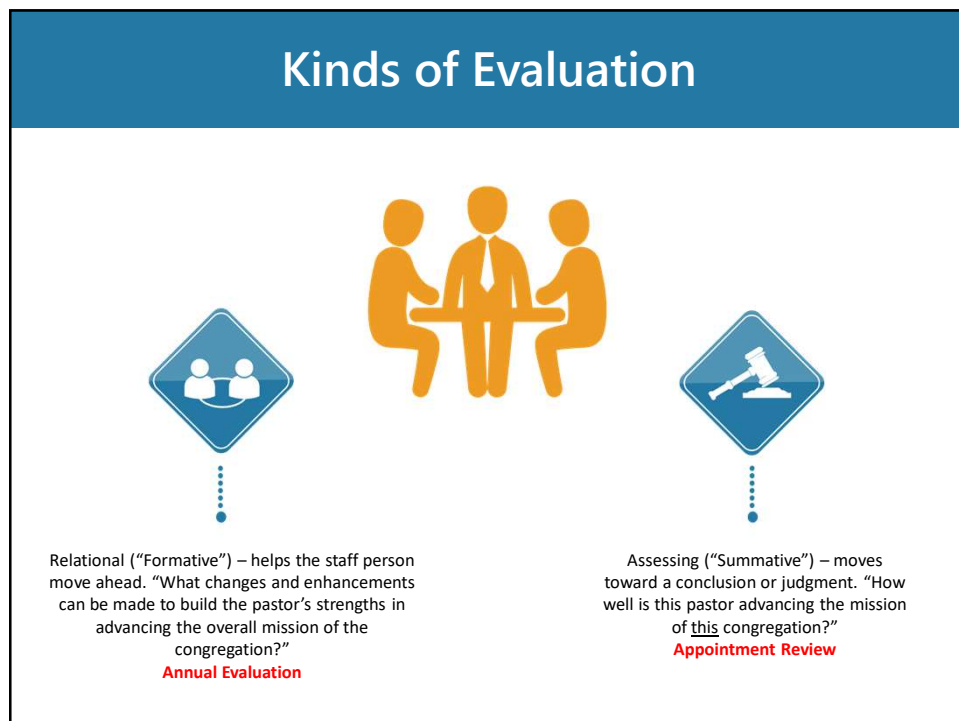 Kinds of Evaluation
Relational (“Formative”) – helps the staff person
move ahead. “What changes and enhancements
can be made to build the pastor’s strengths in
advancing the overall mission of the
congregation?”
Annual Evaluation
Assessing (“Summative”) – moves
toward a conclusion or judgment. “How
well is this pastor advancing the mission
of this congregation?”
Appointment Review